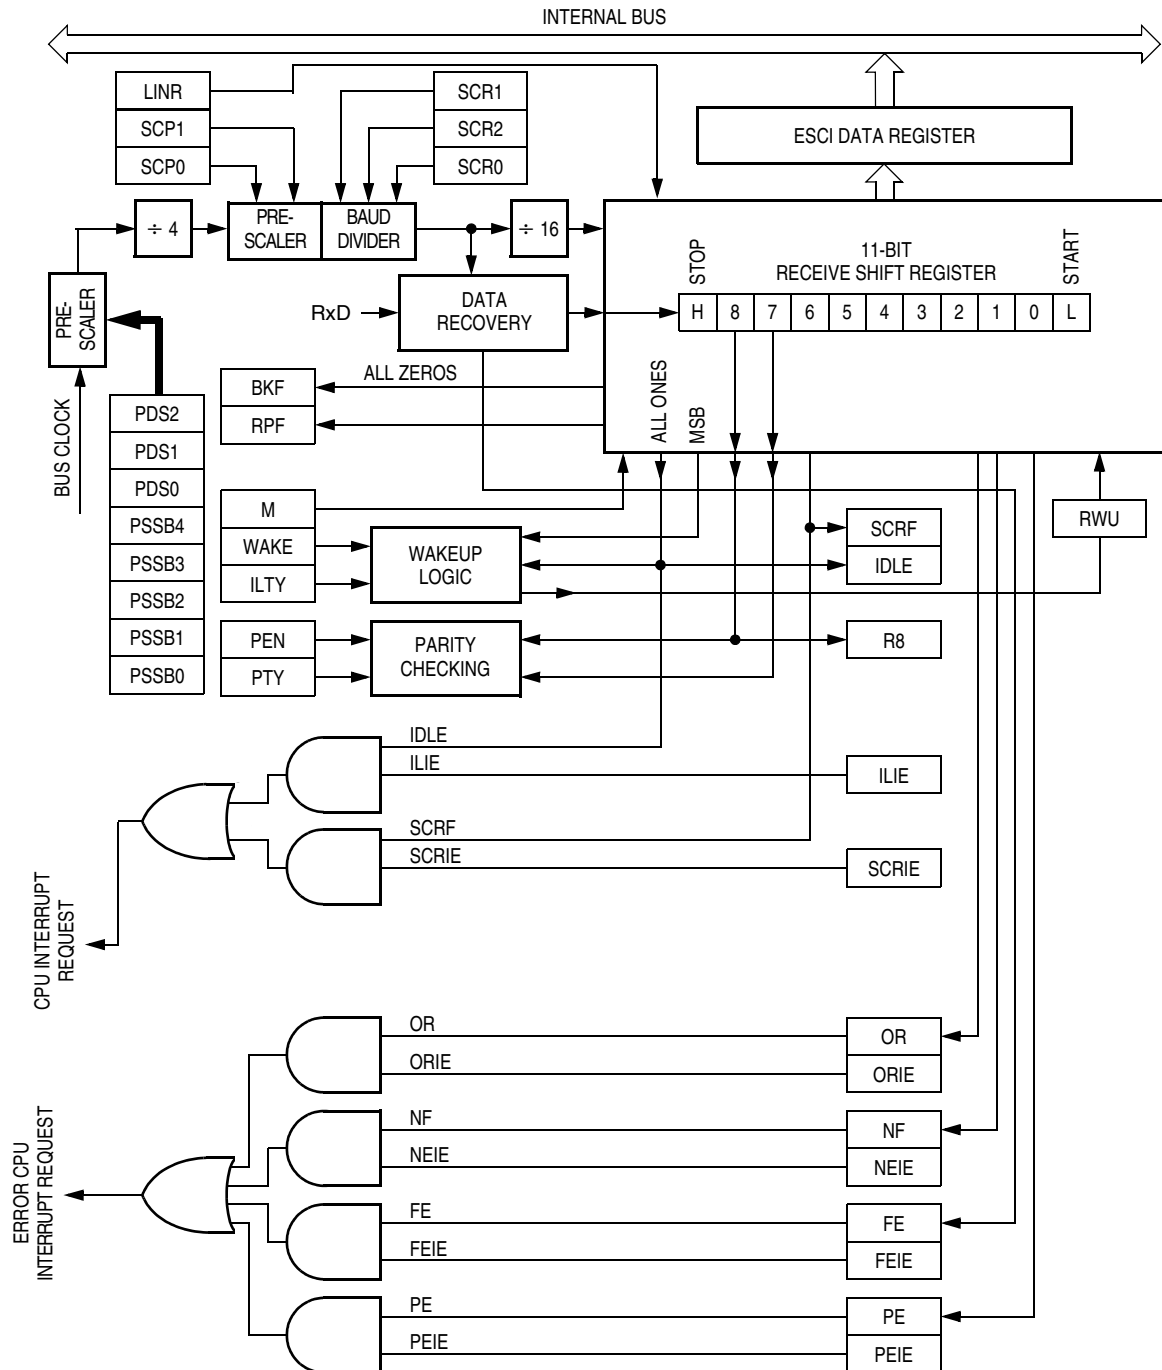 INTERNAL BUS
LINR
SCP1
SCP0
SCR1
SCR2
SCR0
ESCI DATA REGISTER
÷ 4
PRE-
SCALER
BAUD
DIVIDER
÷ 16
PRE-
SCALER
BUS CLOCK
RxD
DATA
RECOVERY
11-BIT
RECEIVE SHIFT REGISTER
STOP
START
H 8 7 6 5 4 3 2 1 0 L
ALL ZEROS
BKF
RPF
ALL ONES
MSB
PDS2
PDS1
PDS0
PSSB4
PSSB3
PSSB2
PSSB1
PSSB0
M
WAKE
ILTY
WAKEUP
LOGIC
SCRF
IDLE
RWU
PEN
PTY
PARITY
CHECKING
R8
IDLE
ILIE
ILIE
SCRF
SCRIE
SCRIE
CPU INTERRUPT
REQUEST
OR
ORIE
OR
ORIE
NF
NEIE
NF
NEIE
FE
FEIE
FE
FEIE
PE
PEIE
PE
PEIE
ERROR CPU
INTERRUPT REQUEST